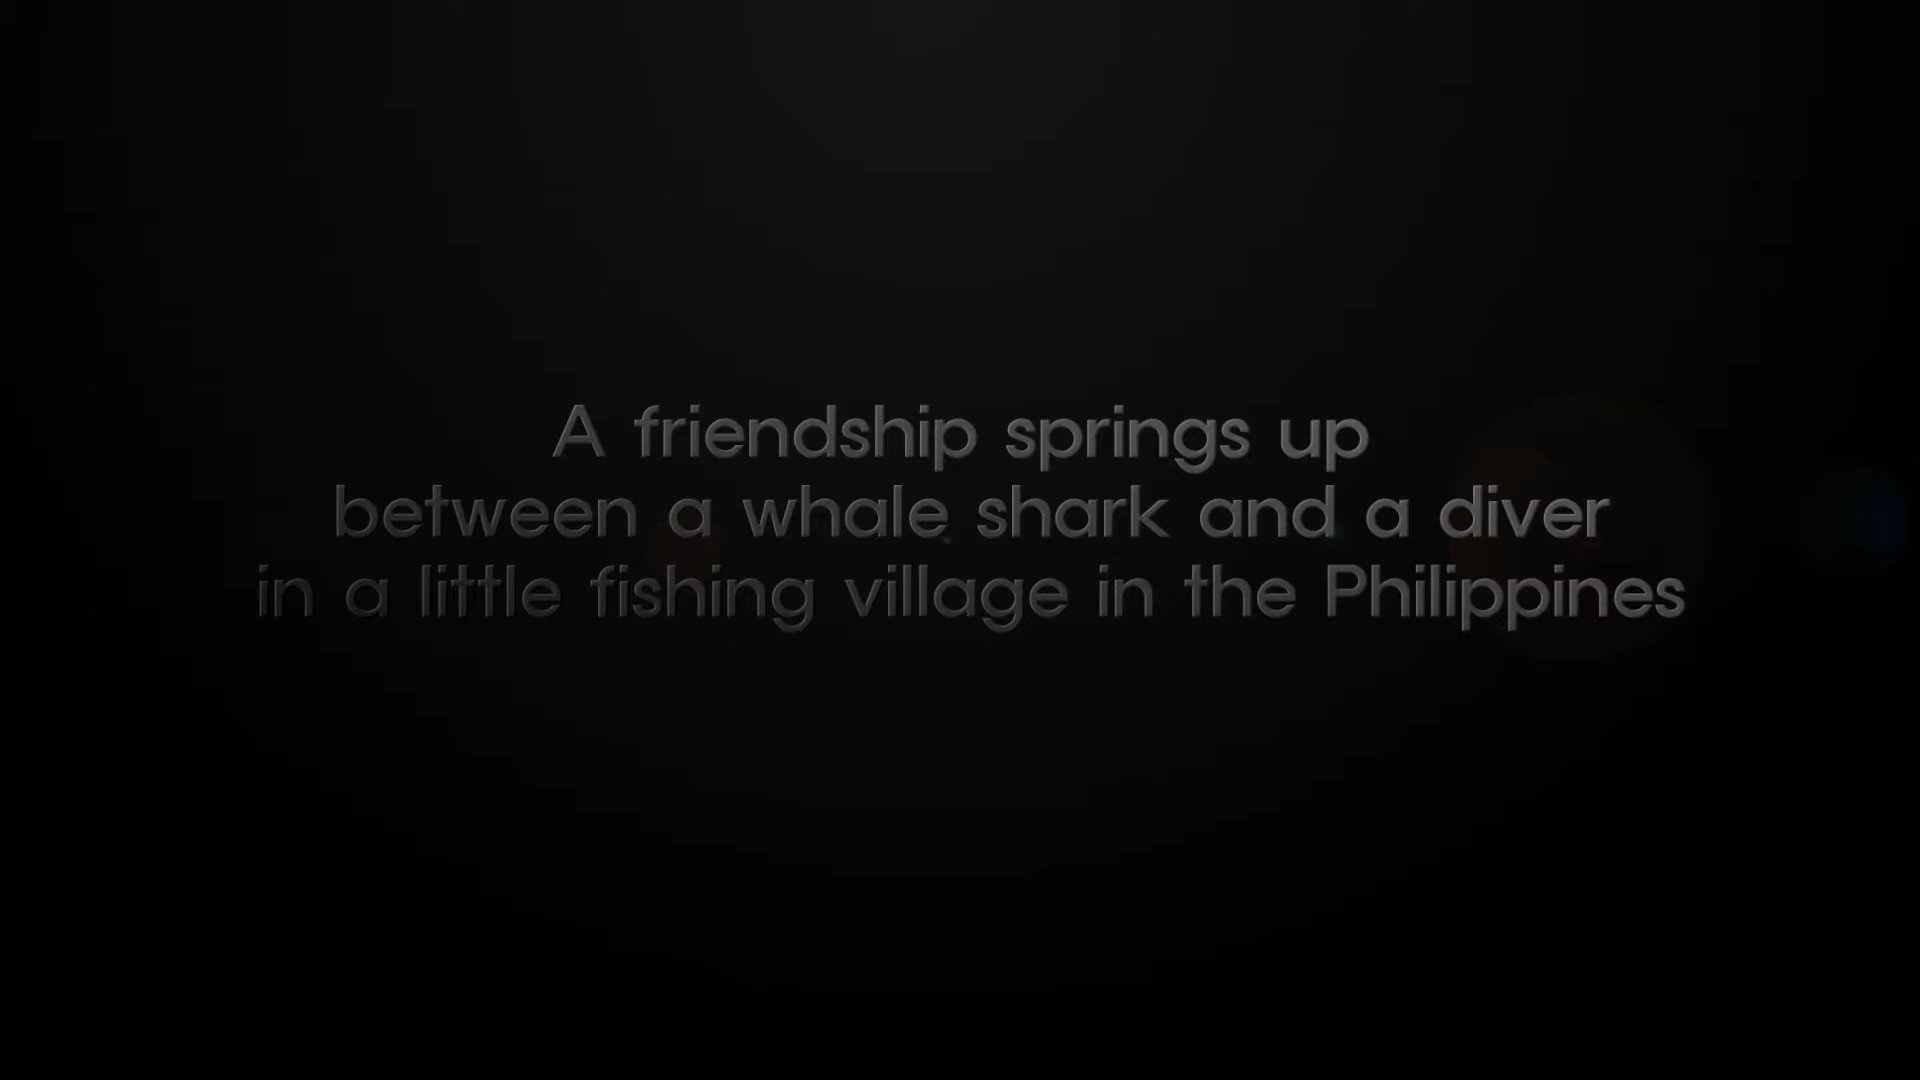 A friendship springs up
between a whale shark and a diver
in a little fishing village in the Philippines